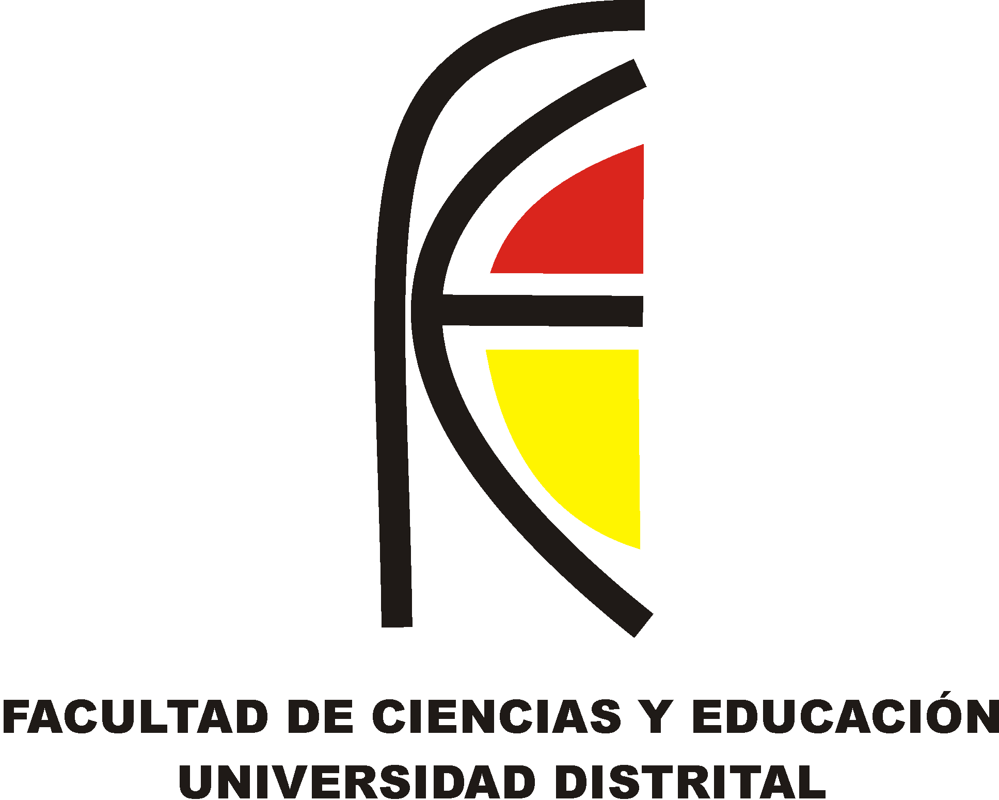 FACULTAD DE CIENCIAS Y EDUCACIÓN
UNIVERSIDAD DISTRITAL